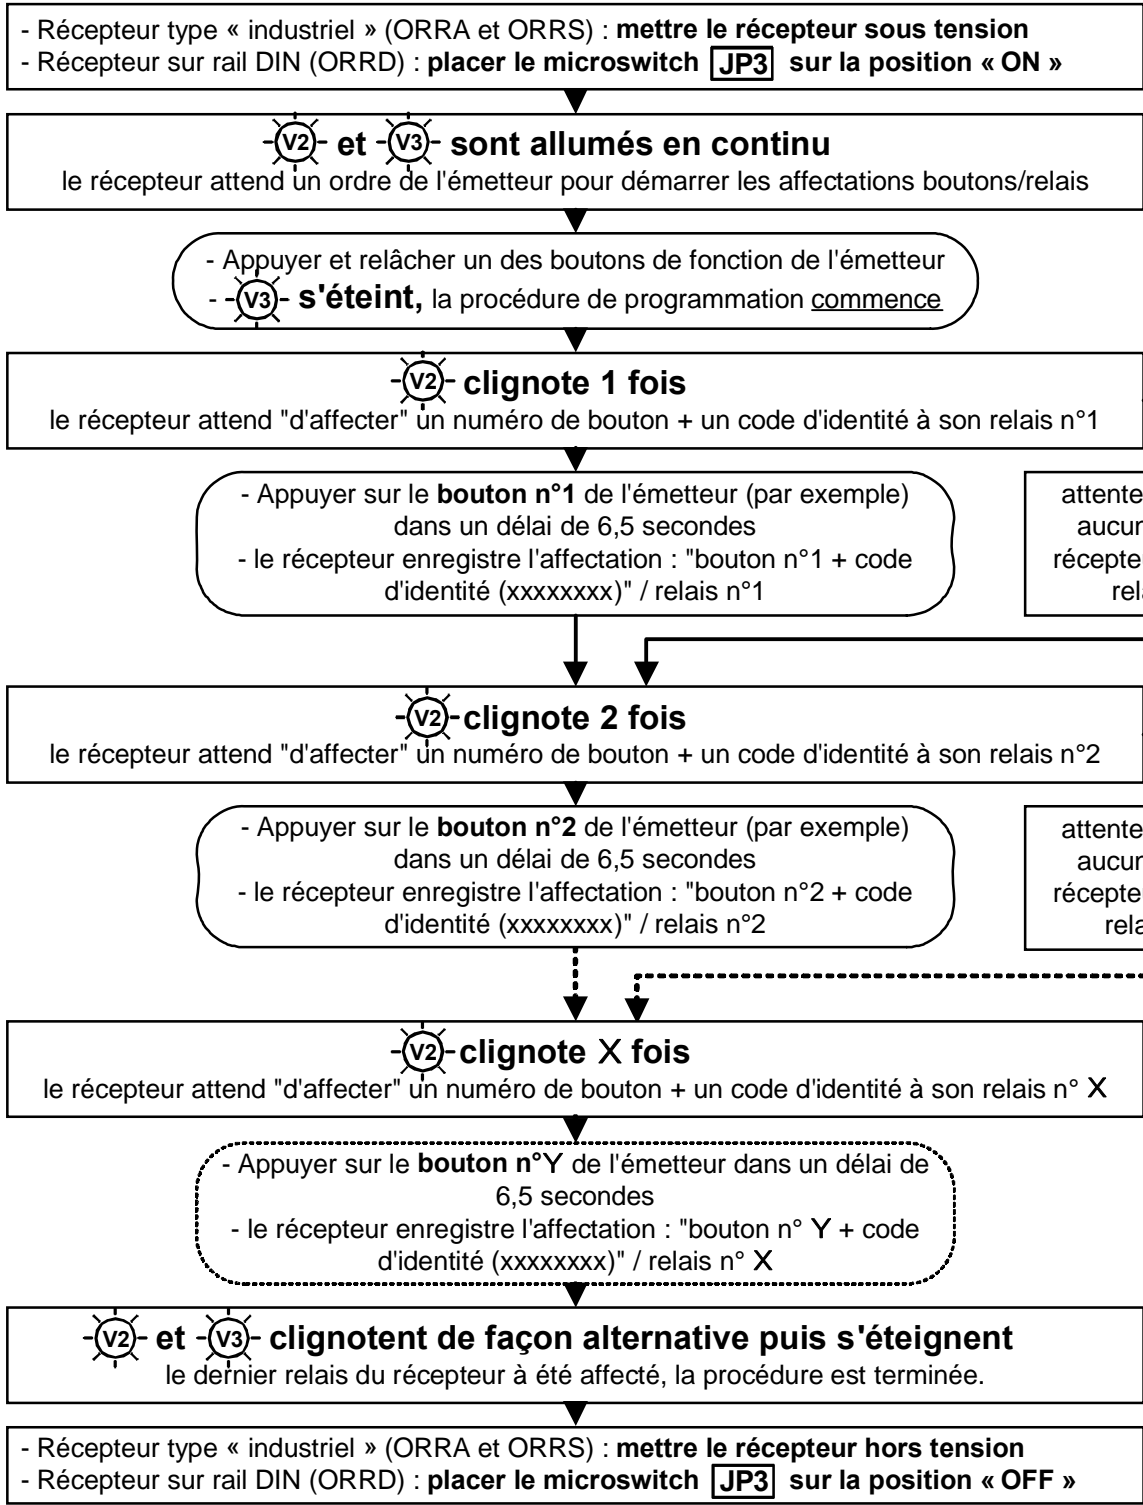 - Récepteur type « industriel » (ORRA et ORRS) : mettre le récepteur sous tension
- Récepteur sur rail DIN (ORRD) : placer le microswitch JP3 sur la position « ON »
V2 et V3 sont allumés en continu
le récepteur attend un ordre de l'émetteur pour démarrer les affectations boutons/relais
- Appuyer et relâcher un des boutons de fonction de l'émetteur
- V3 s'éteint, la procédure de programmation commence
V2 clignote 1 fois
le récepteur attend "d'affecter" un numéro de bouton + un code d'identité à son relais n°1
- Appuyer sur le bouton n°1 de l'émetteur (par exemple)
dans un délai de 6,5 secondes
- le récepteur enregistre l'affectation : "bouton n°1 + code
d'identité (xxxxxxxx)" / relais n°1
attente
aucun
récepteu
rela
V2 clignote 2 fois
le récepteur attend "d'affecter" un numéro de bouton + un code d'identité à son relais n°2
- Appuyer sur le bouton n°2 de l'émetteur (par exemple)
dans un délai de 6,5 secondes
- le récepteur enregistre l'affectation : "bouton n°2 + code
d'identité (xxxxxxxx)" / relais n°2
attente
aucun
récepteu
rela
V2 clignote X fois
le récepteur attend "d'affecter" un numéro de bouton + un code d'identité à son relais n° X
- Appuyer sur le bouton n°Y de l'émetteur dans un délai de
6,5 secondes
- le récepteur enregistre l'affectation : "bouton n° Y + code
d'identité (xxxxxxxx)" / relais n° X
V2 et V3 clignotent de façon alternative puis s'éteignent
le dernier relais du récepteur à été affecté, la procédure est terminée.
- Récepteur type « industriel » (ORRA et ORRS) : mettre le récepteur hors tension
- Récepteur sur rail DIN (ORRD) : placer le microswitch JP3 sur la position « OFF »